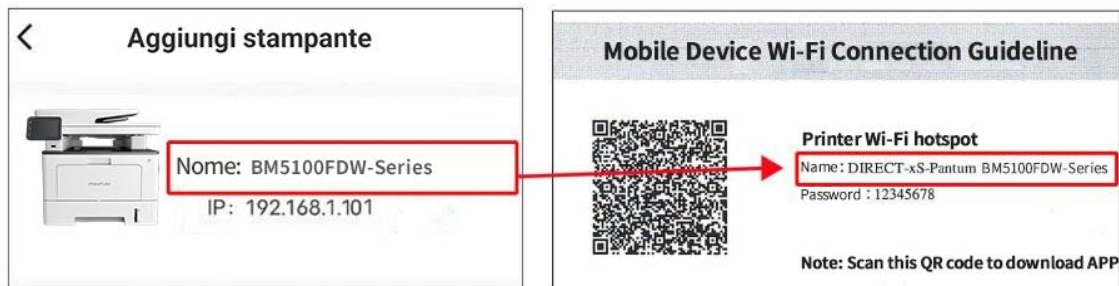 Aggiungi stampante
Nome: BM5100FDW-Series
IP: 192.168.1.101
Mobile Device Wi-Fi Connection Guideline
Printer Wi-Fi hotspot
Name: DIRECT-xS-Pantum BM5100FDW-Series
Password : 12345678
Note: Scan this QR code to download APP